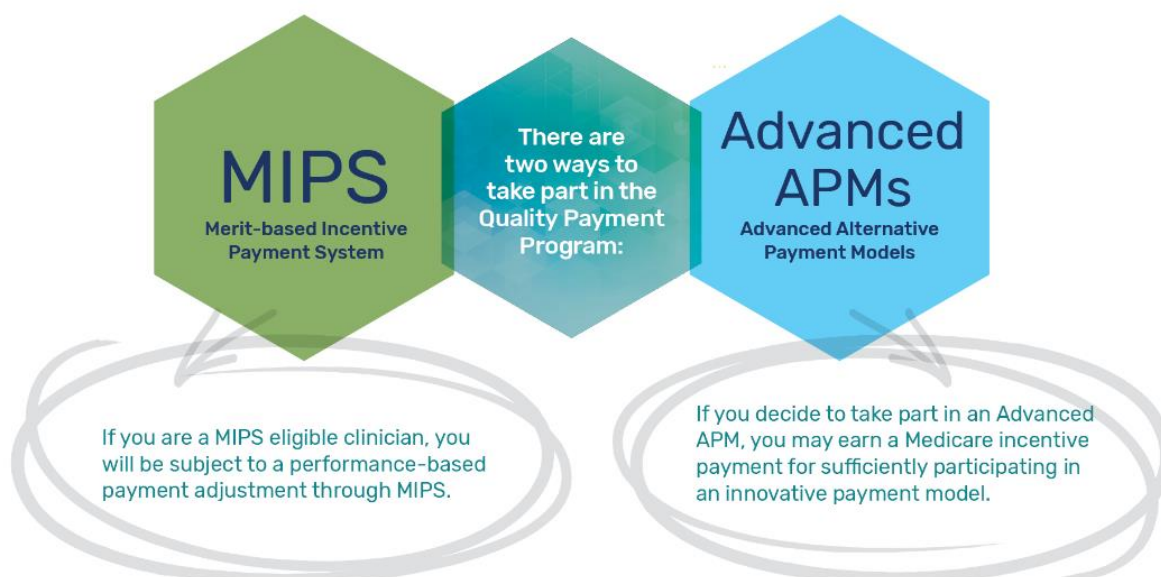 MIPS
Merit-based Incentive
Payment System
There are
two ways to
take part in the
Quality Payment
Program:
Advanced
APMs
Advanced Alternative
Payment Models
If you are a MIPS eligible clinician, you
will be subject to a performance-based
payment adjustment through MIPS.
If you decide to take part in an Advanced
APM, you may earn a Medicare incentive
payment for sufficiently participating in
an innovative payment model.